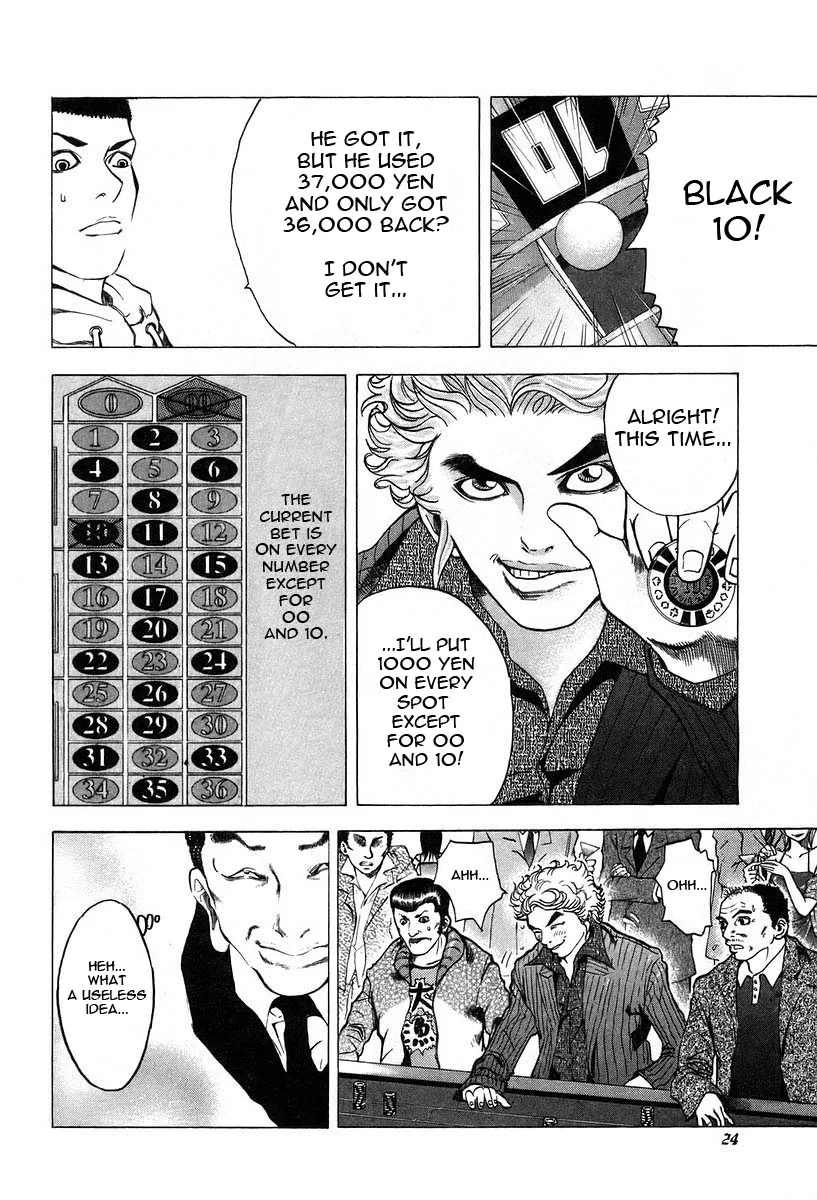 BLACK
10!
10
HE GOT IT,
BUT HE USED
37,000 YEN
AND ONLY GOT
36,000 BACK?
I DON'T
GET IT...
ALRIGHT!
THIS TIME...
...I'LL PUT
1000 YEN
ON EVERY
SPOT
EXCEPT
FOR 00
AND 10!
THE
CURRENT
BET IS
ON EVERY
NUMBER
EXCEPT
FOR
00
AND 10.
0 00
1 2 3
4 5 6
7 8 9
11 12
13 14 15
16 17 18
19 20 21
22 23 24
25 26 27
28 29 30
31 32 33
34 35 36
OHH...
AHH...
大
HEH...
WHAT
A USELESS
IDEA...
24